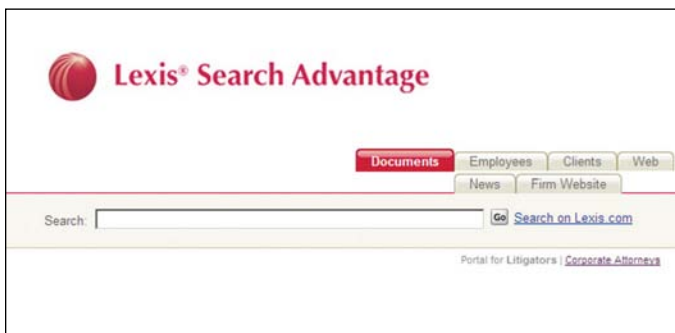 Lexis® Search Advantage
Documents Employees Clients Web
News Firm Website
Search: Go Search on Lexis.com
Portal for Litigators | Corporate Attorneys